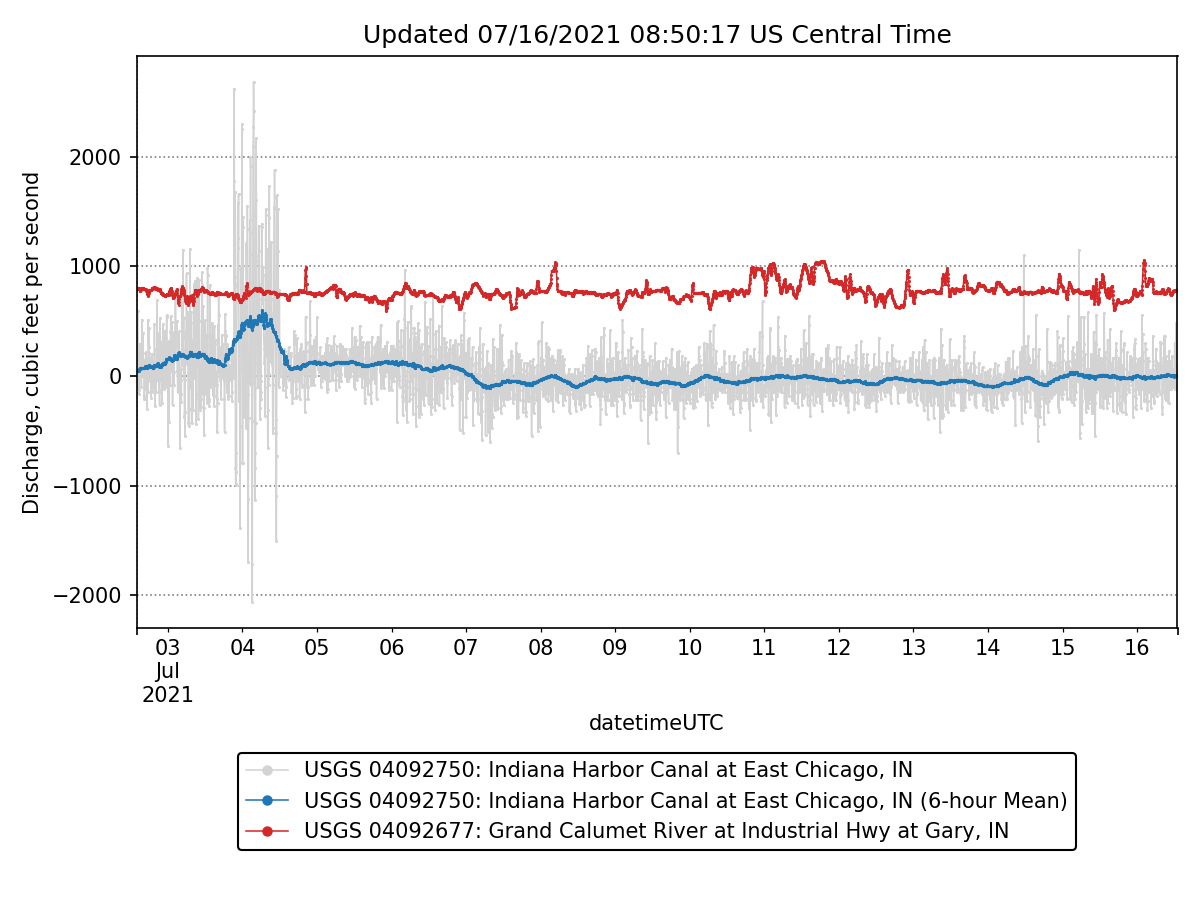 Updated 07/16/2021 08:50:17 US Central Time
Discharge, cubic feet per second
2000
1000
0
−1000
−2000
03 04 05 06 07 08 09 10 11 12 13 14 15 16
Jul
2021
datetimeUTC
USGS 04092750: Indiana Harbor Canal at East Chicago, IN
USGS 04092750: Indiana Harbor Canal at East Chicago, IN (6-hour Mean)
USGS 04092677: Grand Calumet River at Industrial Hwy at Gary, IN